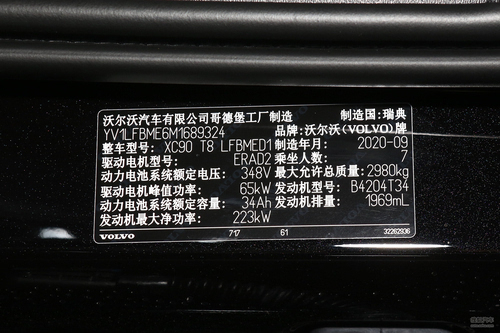 沃尔沃汽车有限公司哥德堡工厂制造 制造国：瑞典
YV1LFBME6M1689324 品牌：沃尔沃(VOLVO)牌
整车型号： XC90 T8 LFBMED1 制造年月： 2020-09
驱动电机型号： ERAD2 乘坐人数： 7
动力电池系统额定电压： 348V 最大允许总质量：2980kg
驱动电机峰值功率： 65kW 发动机型号： B4204T34
动力电池系统额定容量： 34Ah 发动机排量： 1969mL
发动机最大净功率： 223kW
VOLVO 717 61 32262936